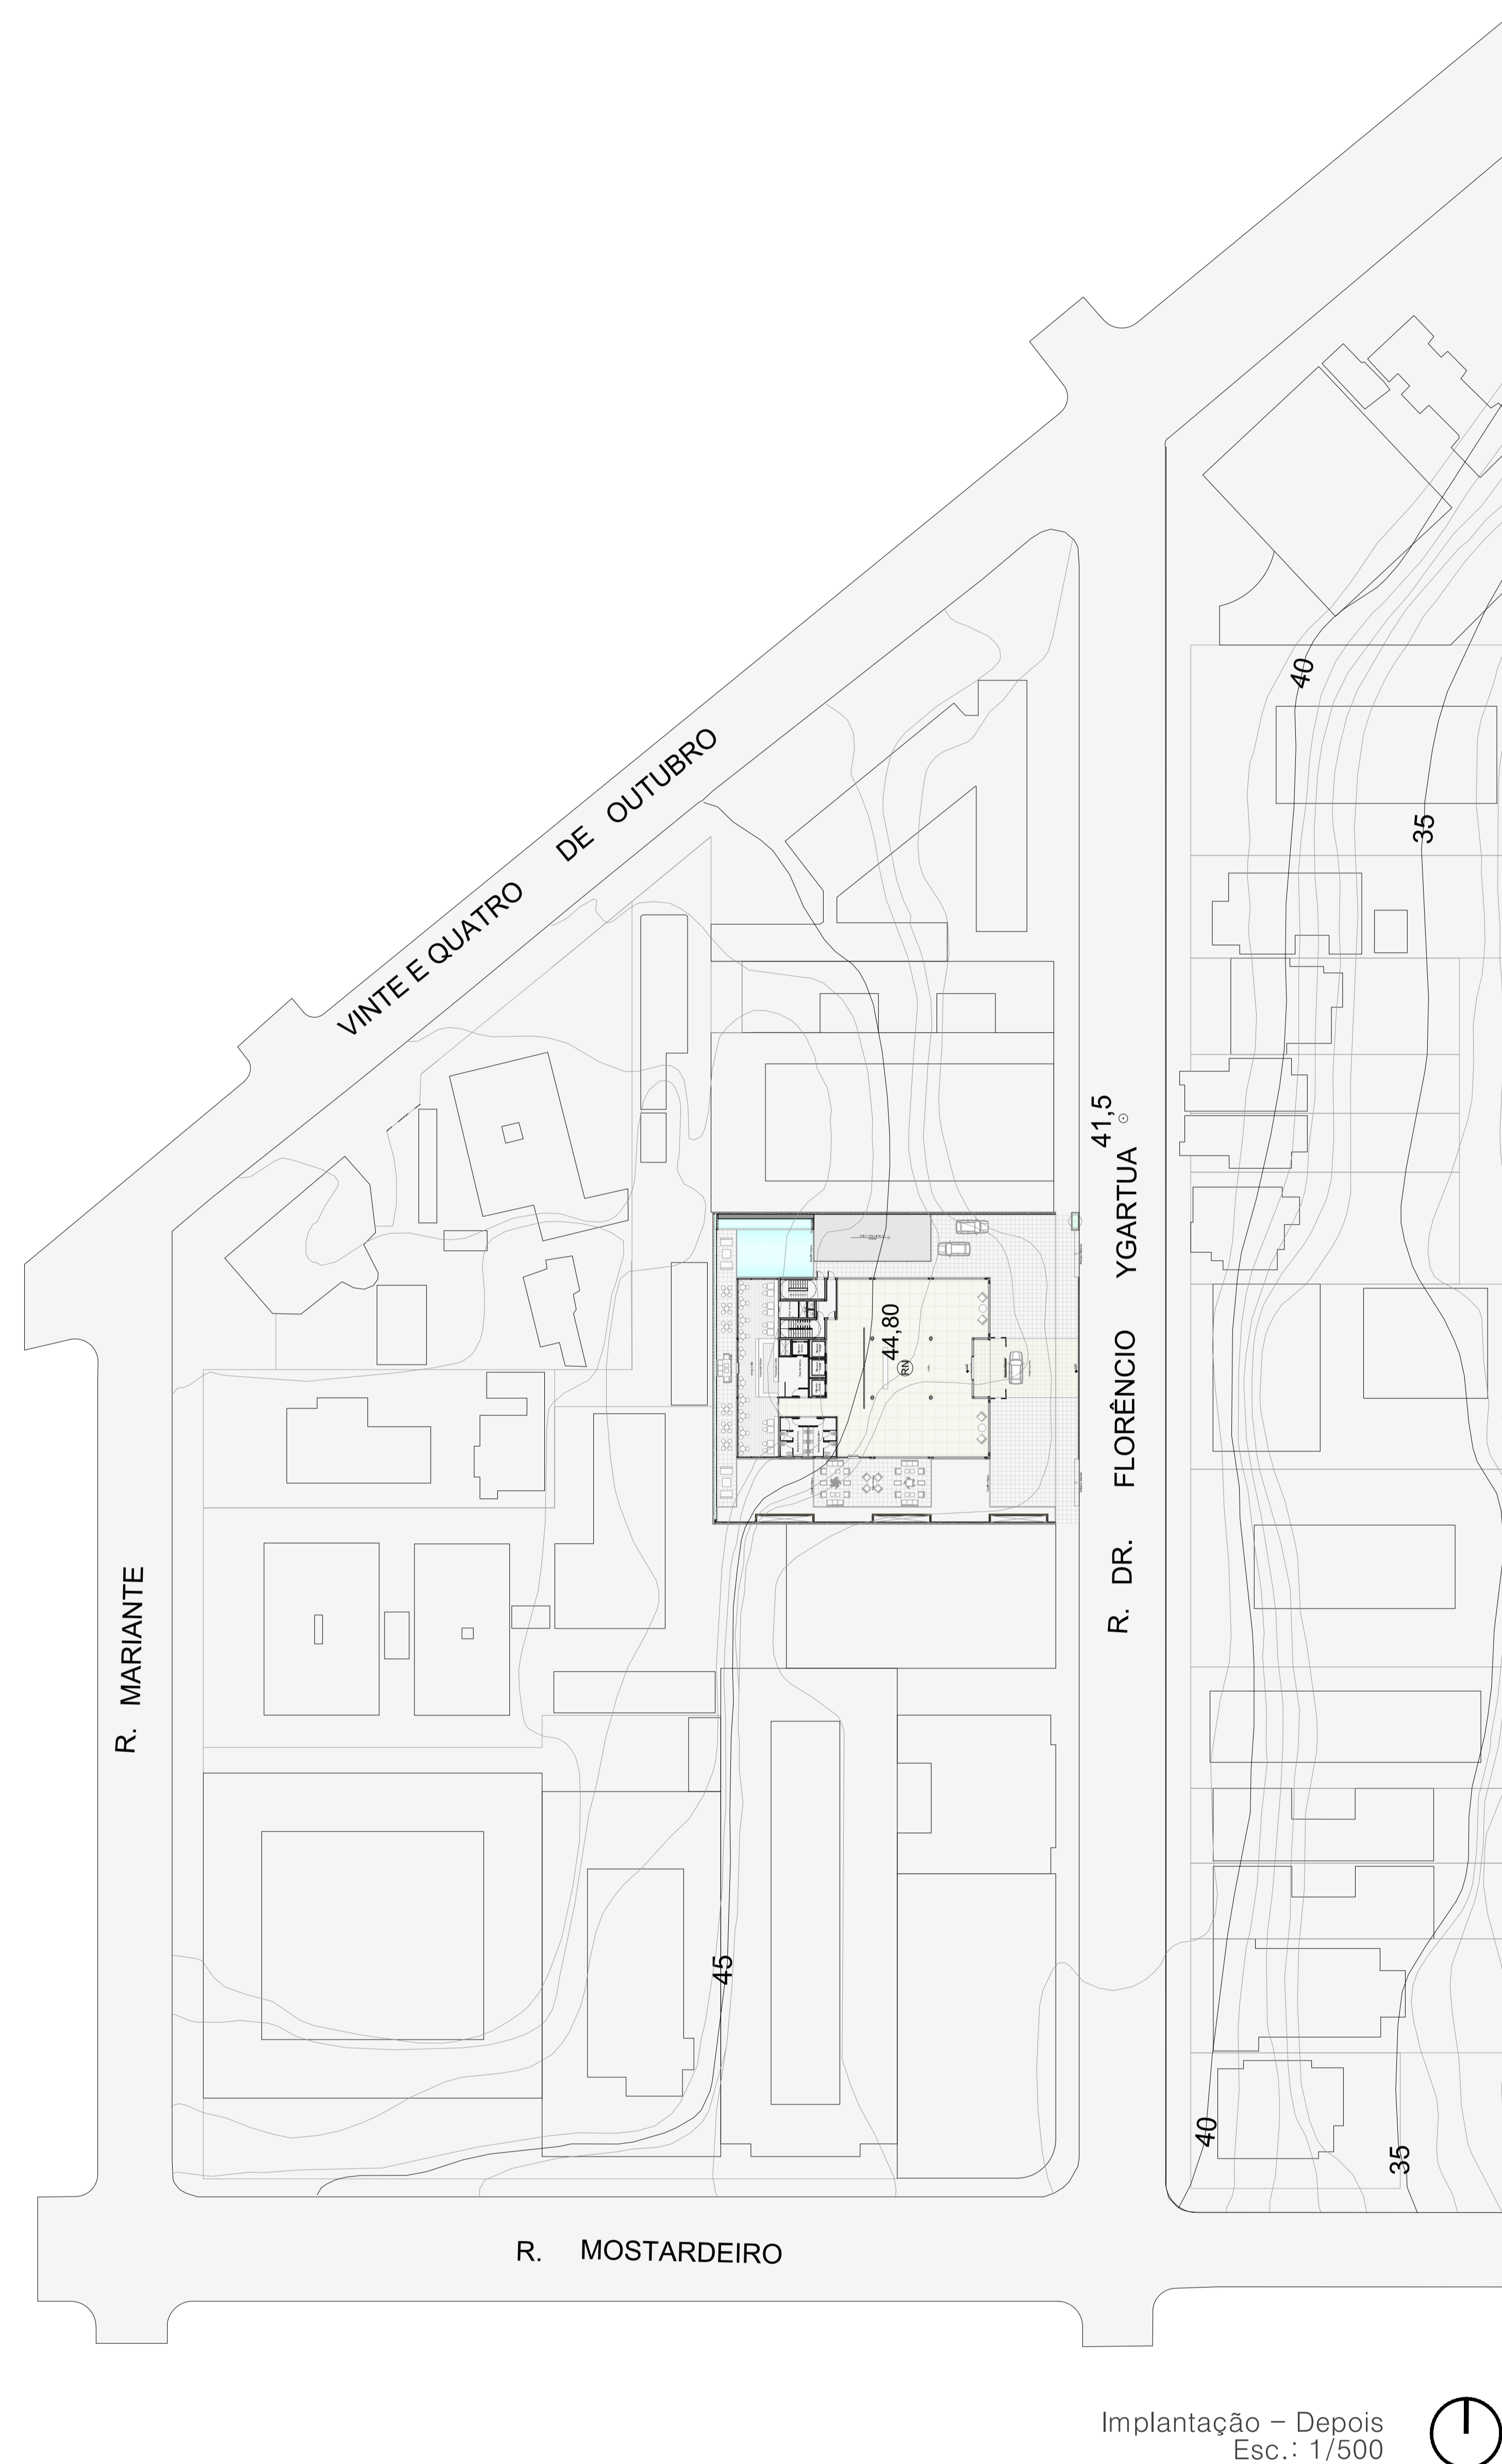 VINTE E QUATRO DE OUTUBRO
40
35
41,5
44,80
RN
R. DR. FLORÊNCIO YGARTUA
R. MARIANTE
45
40
35
R. MOSTARDEIRO
Implantação – Depois
Esc.: 1/500